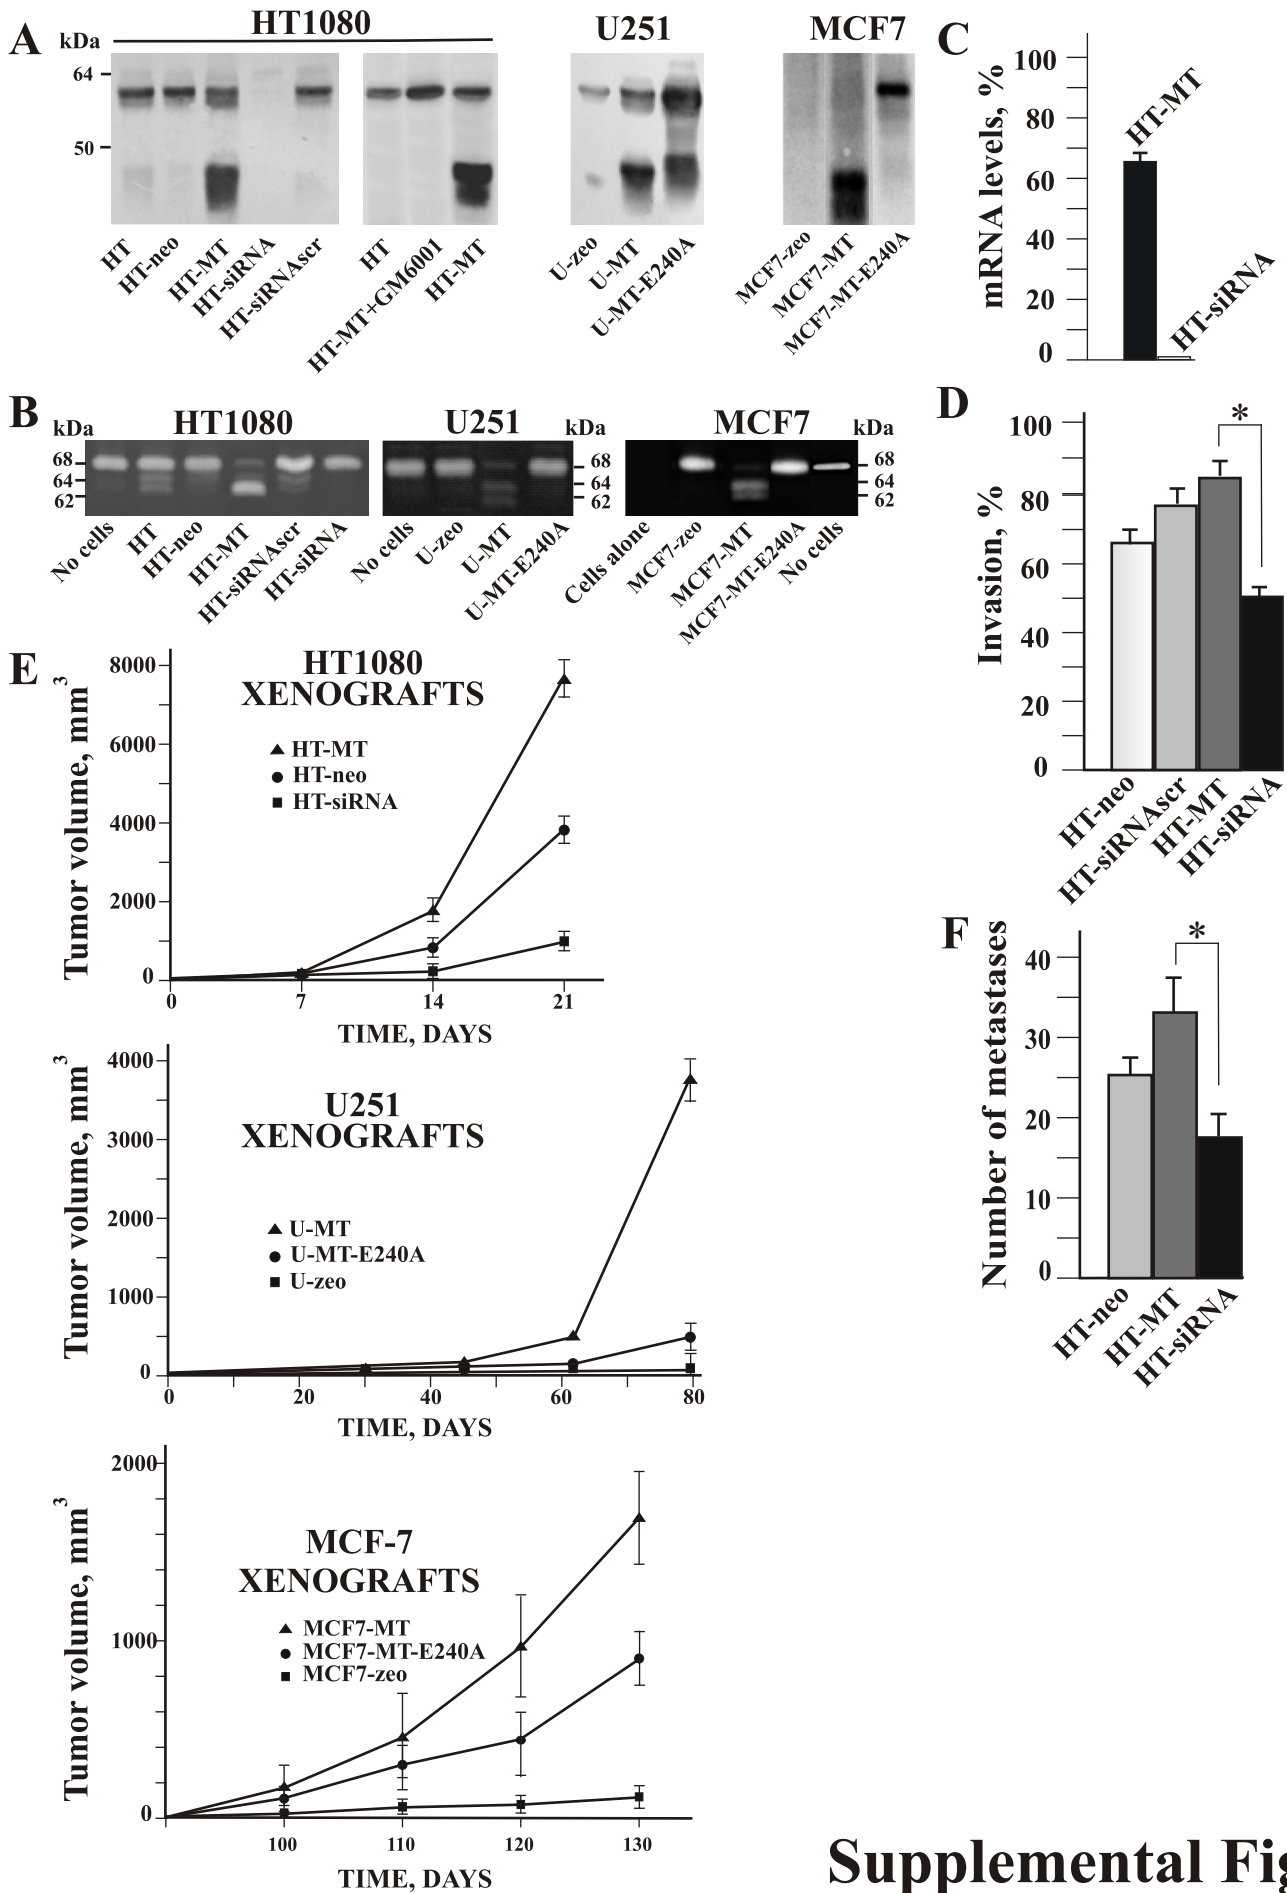 A
HT1080
U251
MCF7
kDa
64
50
HT
HT-neo
HT-MT
HT-siRNA
HT-siRNAscr
HT
HT-MT+GM6001
HT-MT
U-zeo
U-MT
U-MT-E240A
MCF7-zeo
MCF7-MT
MCF7-MT-E240A
C
mRNA levels, %
100
80
60
40
20
0
HT-MT
HT-siRNA
B
kDa
HT1080
U251
kDa
MCF7
kDa
68
64
62
68
64
62
68
64
62
No cells
HT
HT-neo
HT-MT
HT-siRNAscr
HT-siRNA
No cells
U-zeo
U-MT
U-MT-E240A
Cells alone
MCF7-zeo
MCF7-MT
MCF7-MT-E240A
No cells
D
Invasion, %
100
80
60
40
20
0
*
HT-neo
HT-siRNAscr
HT-MT
HT-siRNA
E
HT1080
XENOGRAFTS
HT-MT
HT-neo
HT-siRNA
Tumor volume, mm3
8000
6000
4000
2000
0
0
7
14
21
TIME, DAYS
F
Number of metastases
40
30
20
10
0
*
HT-neo
HT-MT
HT-siRNA
U251
XENOGRAFTS
U-MT
U-MT-E240A
U-zeo
Tumor volume, mm3
4000
3000
2000
1000
0
0
20
40
60
80
TIME, DAYS
MCF-7
XENOGRAFTS
MCF7-MT
MCF7-MT-E240A
MCF7-zeo
Tumor volume, mm3
2000
1000
0
100
110
120
130
TIME, DAYS
Supplemental Fig